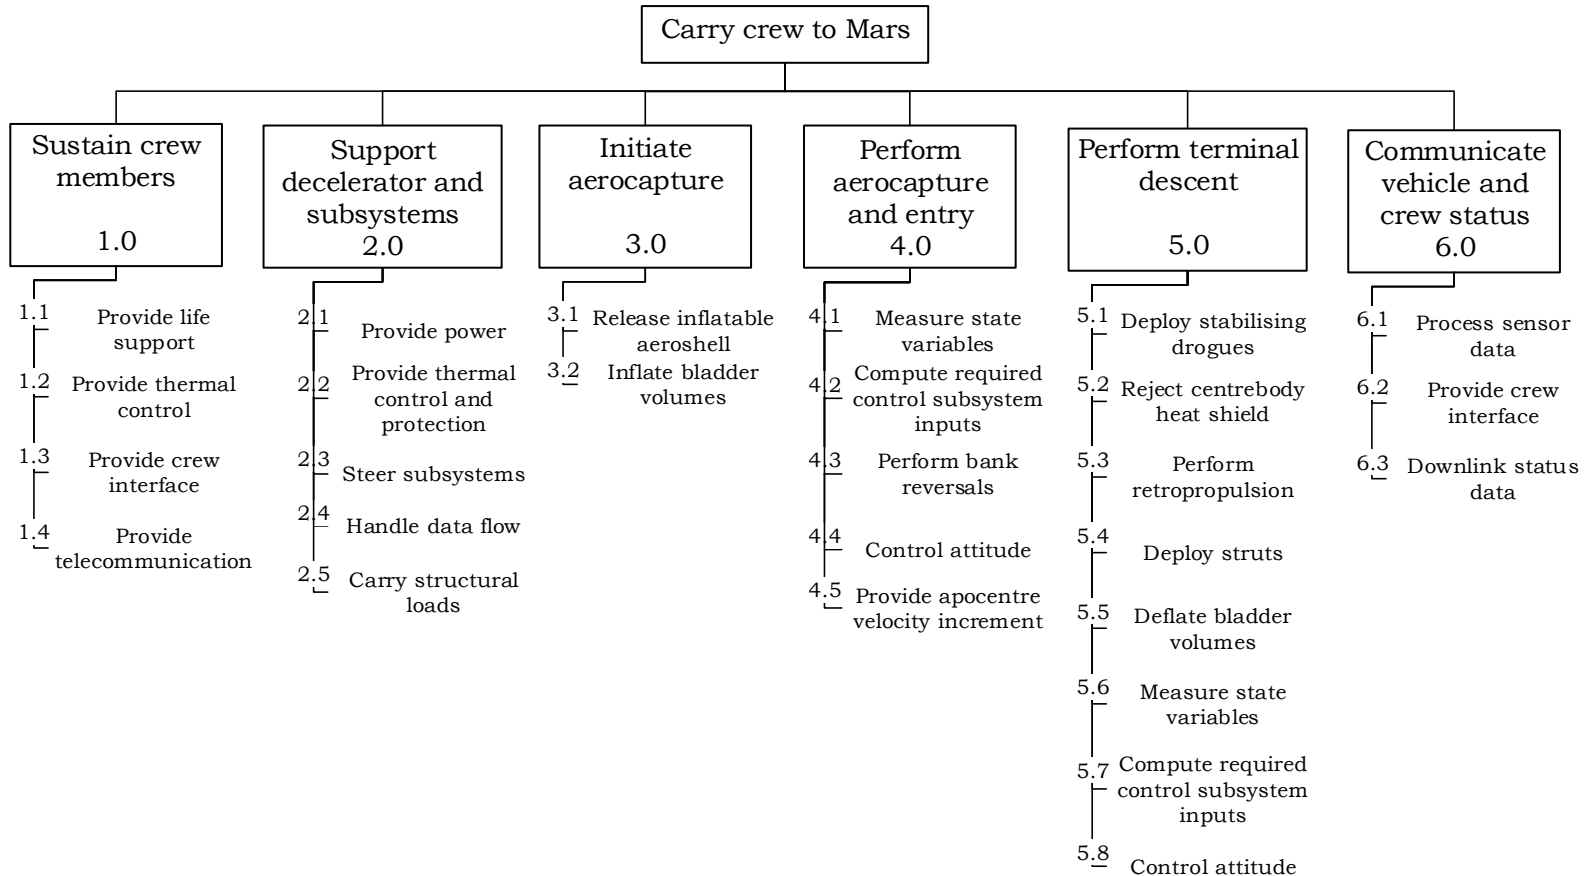 Carry crew to Mars
Sustain crew
members
1.0
1.1
Provide life
support
1.2
Provide thermal
control
1.3
Provide crew
interface
1.4
Provide
telecommunication
Support
decelerator and
subsystems
2.0
2.1
Provide power
2.2
Provide thermal
control and
protection
2.3
Steer subsystems
2.4
Handle data flow
2.5
Carry structural
loads
Initiate
aerocapture
3.0
3.1
Release inflatable
aeroshell
3.2
Inflate bladder
volumes
Perform
aerocapture
and entry
4.0
4.1
Measure state
variables
4.2
Compute required
control subsystem
inputs
4.3
Perform bank
reversals
4.4
Control attitude
4.5
Provide apocentre
velocity increment
Perform terminal
descent
5.0
5.1
Deploy stabilising
drogues
5.2
Reject centrebody
heat shield
5.3
Perform
retropropulsion
5.4
Deploy struts
5.5
Deflate bladder
volumes
5.6
Measure state
variables
5.7
Compute required
control subsystem
inputs
5.8
Control attitude
Communicate
vehicle and
crew status
6.0
6.1
Process sensor
data
6.2
Provide crew
interface
6.3
Downlink status
data